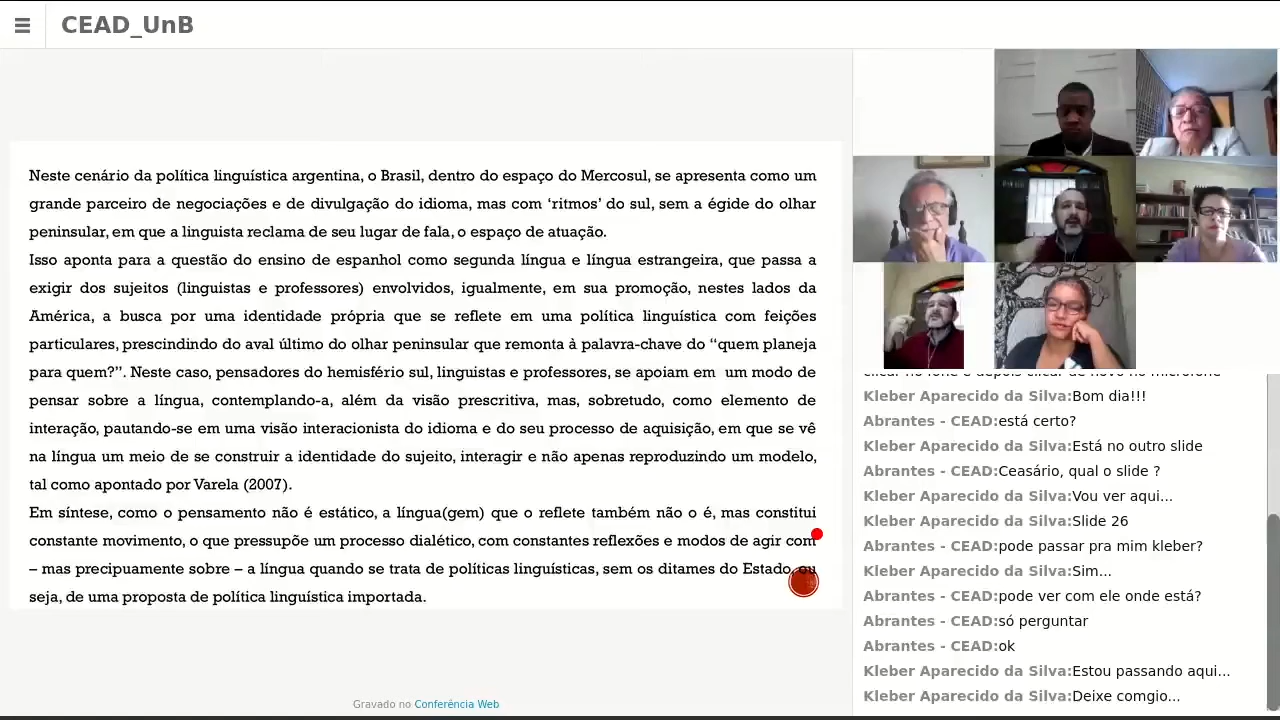 CEAD_UnB
Neste cenário da política linguística argentina, o Brasil, dentro do espaço do Mercosul, se apresenta como um
grande parceiro de negociações e de divulgação do idioma, mas com ‘ritmos’ do sul, sem a égide do olhar
peninsular, em que a linguista reclama de seu lugar de fala, o espaço de atuação.
Isso aponta para a questão do ensino de espanhol como segunda língua e língua estrangeira, que passa a
exigir dos sujeitos (linguistas e professores) envolvidos, igualmente, em sua promoção, nestes lados da
América, a busca por uma identidade própria que se reflete em uma política linguística com feições
particulares, prescindindo do aval último do olhar peninsular que remonta à palavra-chave do “quem planeja
para quem?”. Neste caso, pensadores do hemisfério sul, linguistas e professores, se apoiam em um modo de
pensar sobre a língua, contemplando-a, além da visão prescritiva, mas, sobretudo, como elemento de
interação, pautando-se em uma visão interacionista do idioma e do seu processo de aquisição, em que se vê
na língua um meio de se construir a identidade do sujeito, interagir e não apenas reproduzindo um modelo,
tal como apontado por Varela (2007).
Em síntese, como o pensamento não é estático, a língua(gem) que o reflete também não o é, mas constitui
constante movimento, o que pressupõe um processo dialético, com constantes reflexões e modos de agir com
– mas precipuamente sobre – a língua quando se trata de políticas linguísticas, sem os ditames do Estado, ou
seja, de uma proposta de política linguística importada.
Gravado no Conferência Web
clicar no fone e depois clicar de novo no microfone
Kleber Aparecido da Silva:Bom dia!!!
Abrantes - CEAD:está certo?
Kleber Aparecido da Silva:Está no outro slide
Abrantes - CEAD:Ceasário, qual o slide ?
Kleber Aparecido da Silva:Vou ver aqui...
Kleber Aparecido da Silva:Slide 26
Abrantes - CEAD:pode passar pra mim kleber?
Kleber Aparecido da Silva:Sim...
Abrantes - CEAD:pode ver com ele onde está?
Abrantes - CEAD:só perguntar
Abrantes - CEAD:ok
Kleber Aparecido da Silva:Estou passando aqui...
Kleber Aparecido da Silva:Deixe comgio...